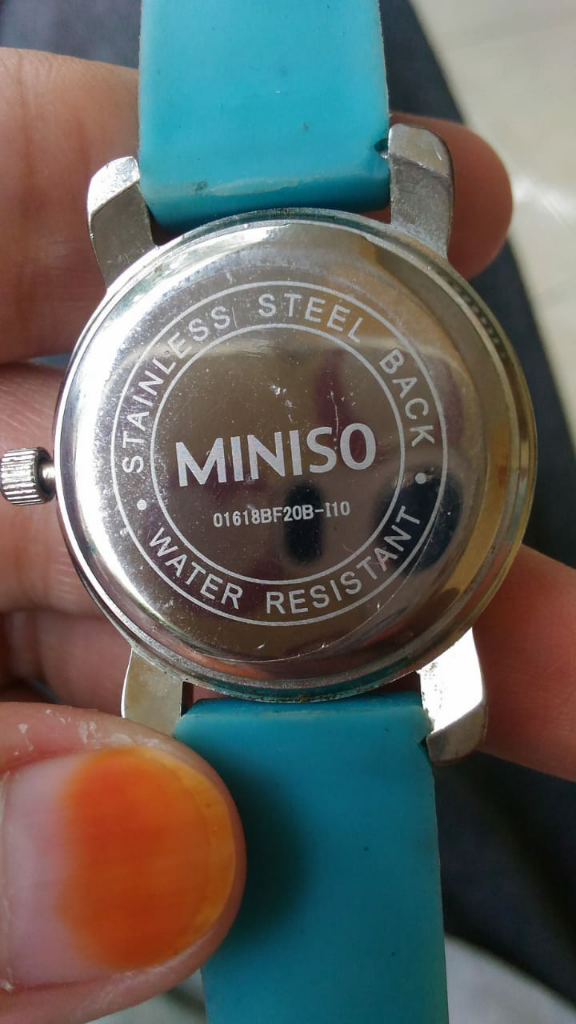 STAINLESS STEEL BACK
MINISO
01618BF20B-I10
WATER RESISTANT